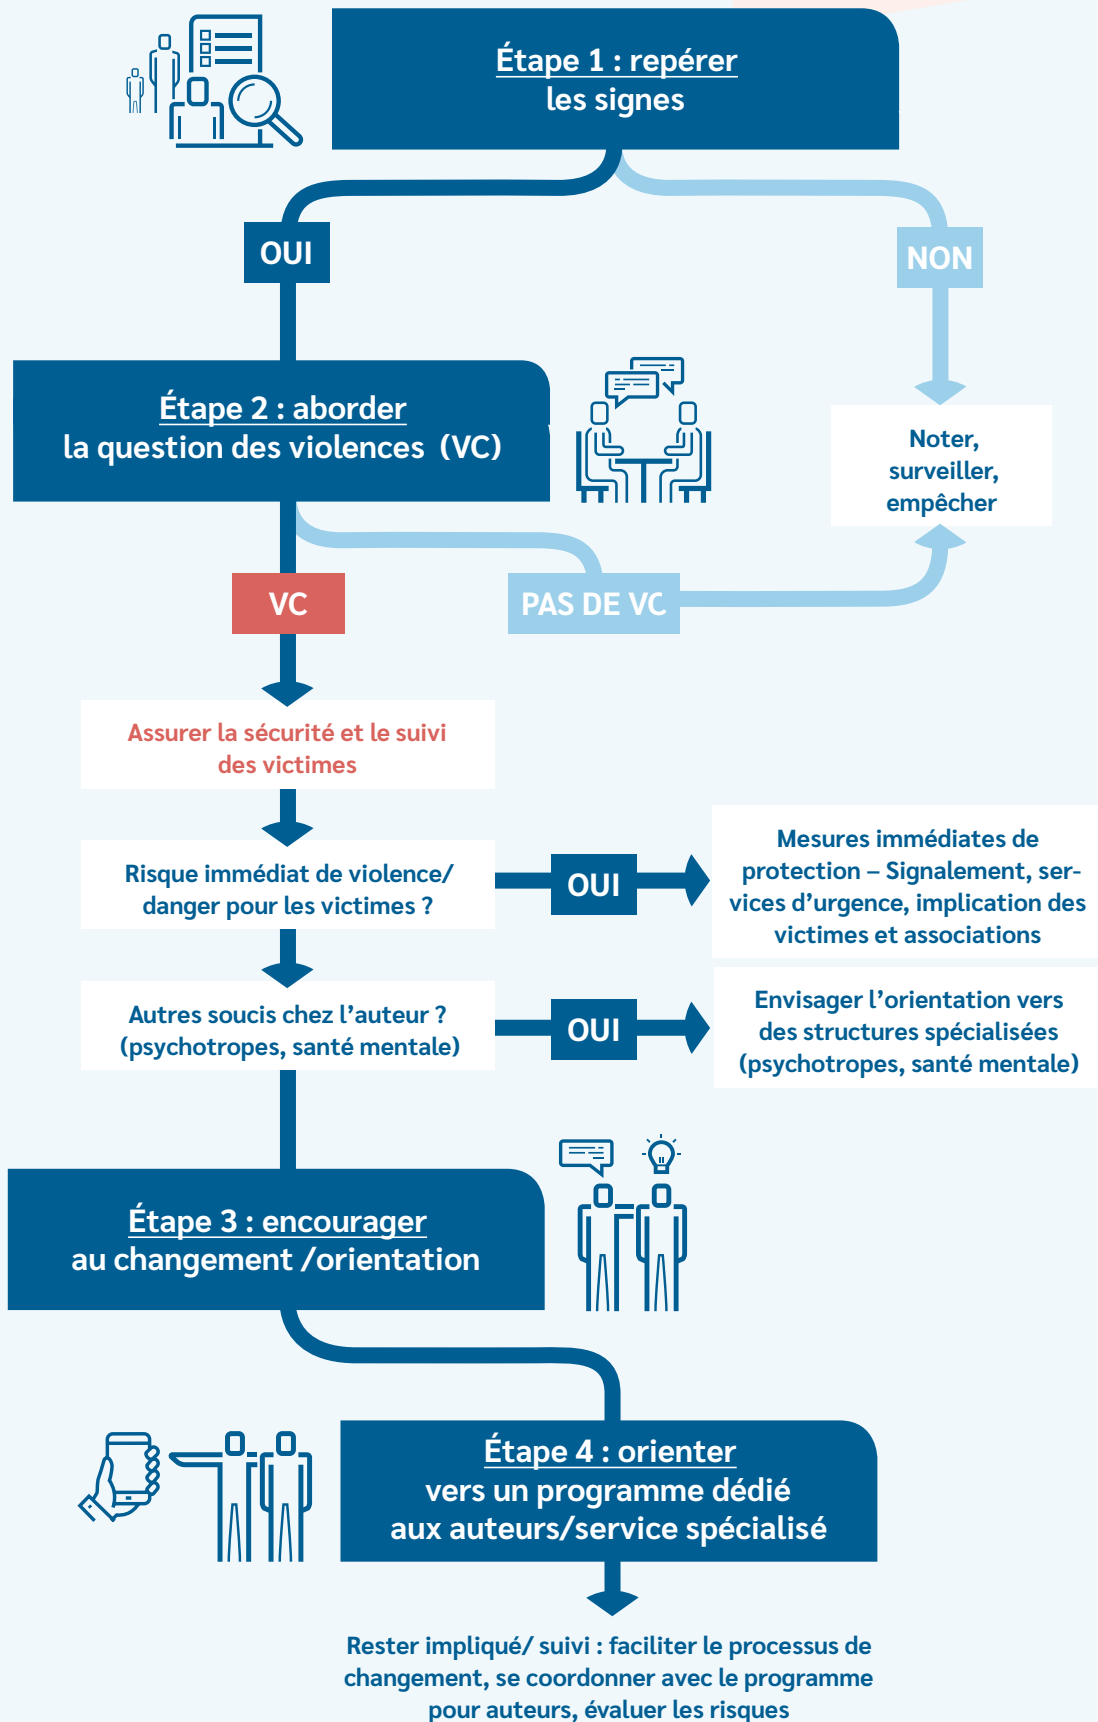 Étape 1 : repérer
les signes
OUI
NON
Étape 2 : aborder
la question des violences (VC)
Noter,
surveiller,
empêcher
VC
PAS DE VC
Assurer la sécurité et le suivi
des victimes
Risque immédiat de violence/
danger pour les victimes ?
OUI
Mesures immédiates de
protection – Signalement, ser-
vices d’urgence, implication des
victimes et associations
Autres soucis chez l’auteur ?
(psychotropes, santé mentale)
OUI
Envisager l’orientation vers
des structures spécialisées
(psychotropes, santé mentale)
Étape 3 : encourager
au changement /orientation
Étape 4 : orienter
vers un programme dédié
aux auteurs/service spécialisé
Rester impliqué/ suivi : faciliter le processus de
changement, se coordonner avec le programme
pour auteurs, évaluer les risques